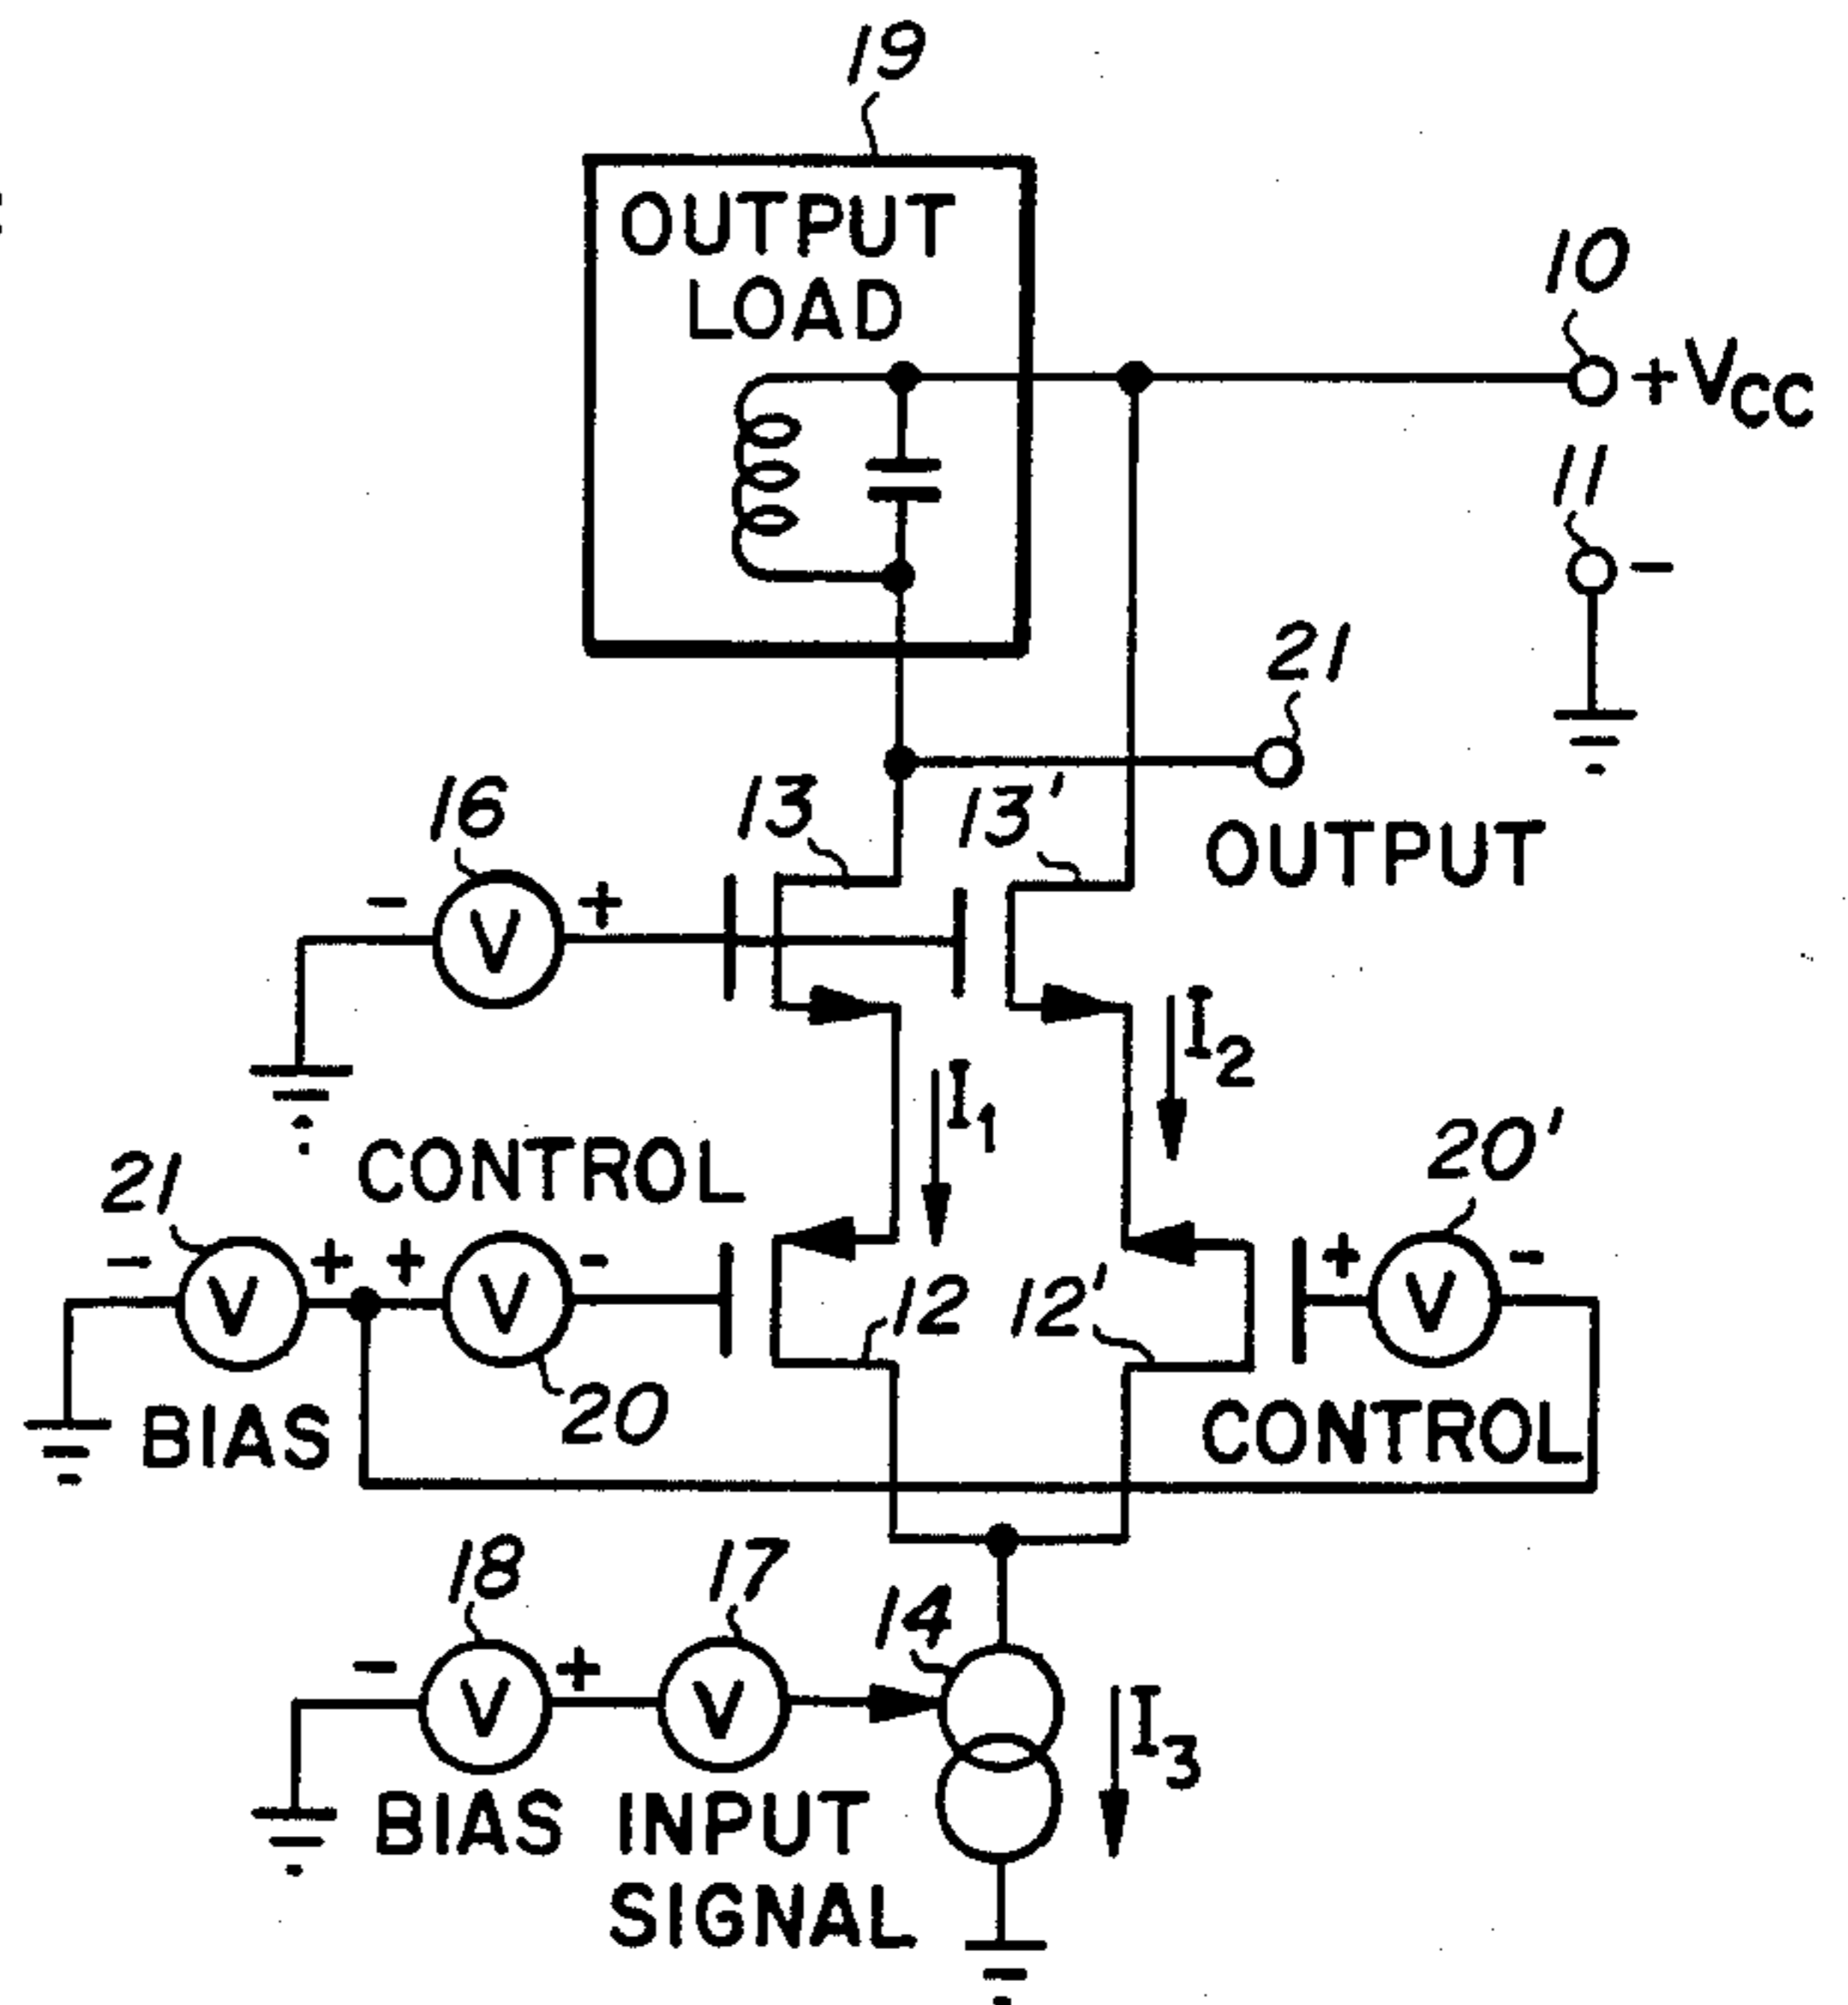 19
OUTPUT
LOAD
10
+VCC
11
-
21
OUTPUT
16
13
13'
- V +
I2
I1
20'
CONTROL
21
- V + + V -
12
12'
+ V -
20
BIAS
CONTROL
18
17
14
- V + V
I3
BIAS
INPUT
SIGNAL